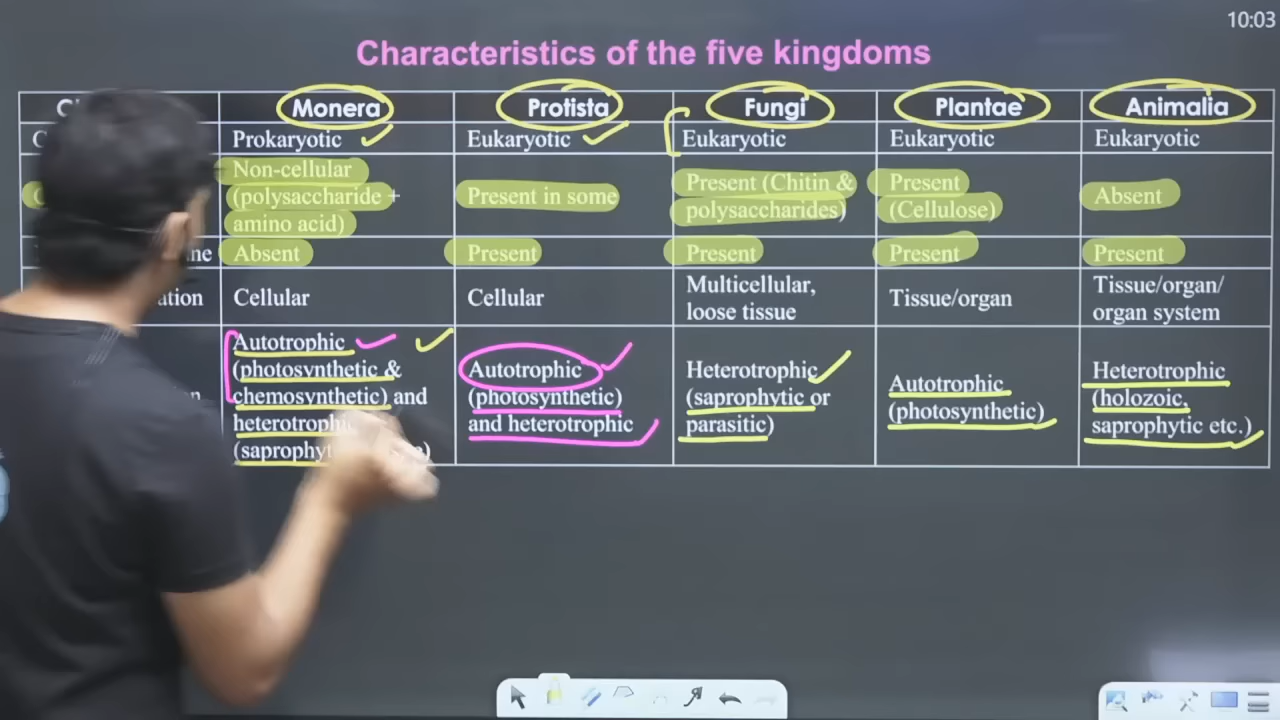 10:03
Characteristics of the five kingdoms
Monera Protista Fungi Plantae Animalia
Prokaryotic Eukaryotic Eukaryotic Eukaryotic Eukaryotic
Non-cellular
(polysaccharide +
amino acid)
Present in some
Present (Chitin &
polysaccharides)
Present
(Cellulose)
Absent
Absent Present Present Present Present
Cellular
Cellular
Multicellular,
loose tissue
Tissue/organ
Tissue/organ/
organ system
Autotrophic
(photosynthetic &
chemosynthetic) and
Autotrophic
(photosynthetic)
and heterotrophic
Heterotrophic
(saprophytic or
parasitic)
Autotrophic
(photosynthetic)
Heterotrophic
(holozoic,
saprophytic etc.)